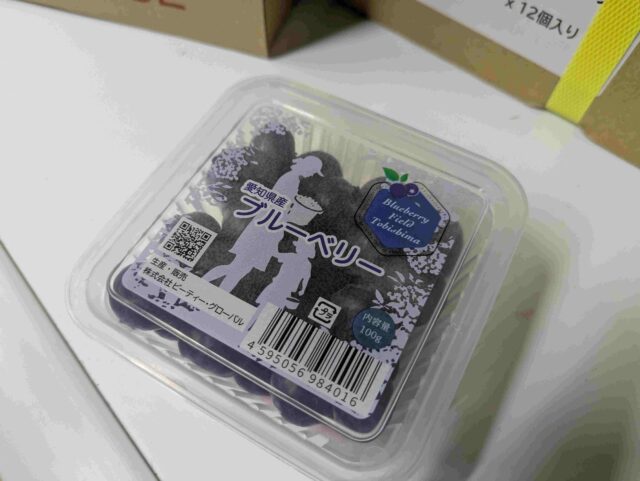 x 12個入り
愛知県産
ブルーベリー
Blueberry
Field
Tobishima
生産・販売
株式会社ビーティー・グローバル
プラ
内容量
100g
4 595056 984016